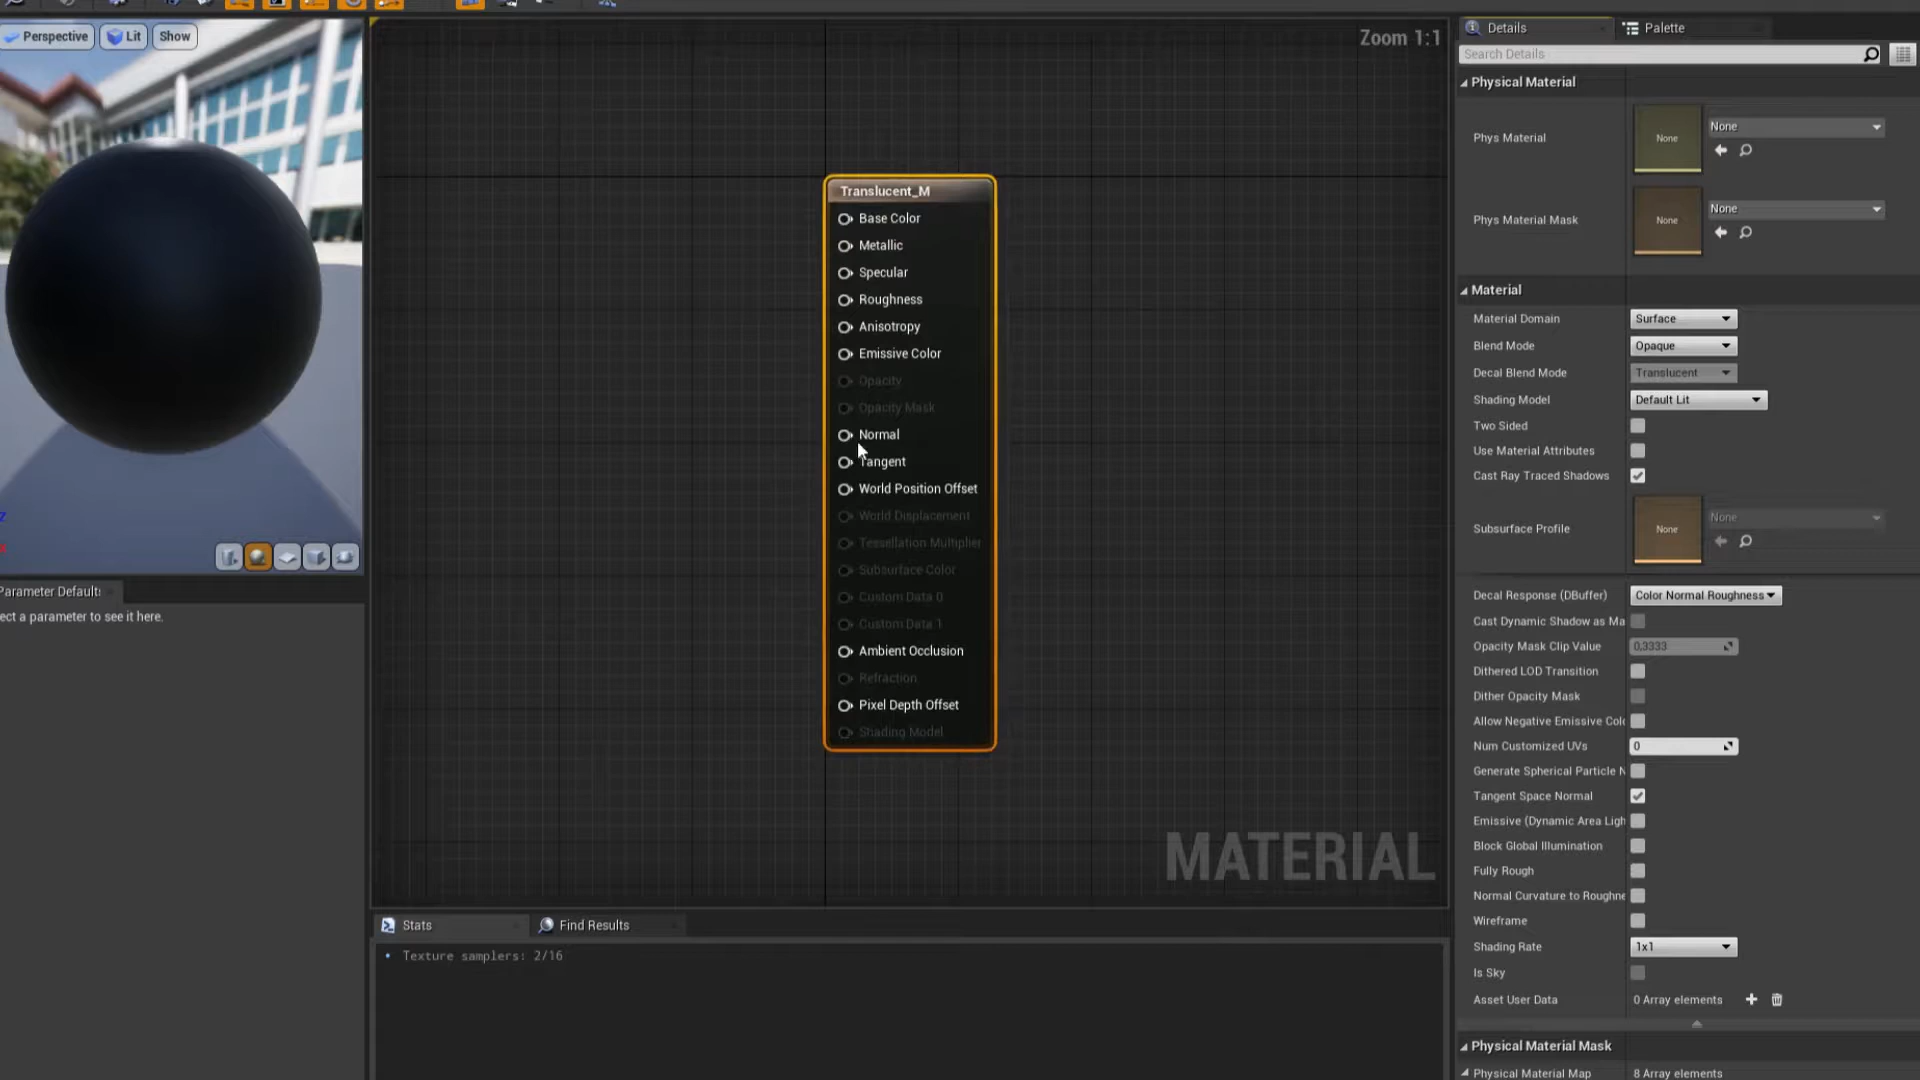 Perspective
Lit
Show
Zoom 1:1
Translucent_M
Base Color
Metallic
Specular
Roughness
Anisotropy
Emissive Color
Opacity
Opacity Mask
Normal
Tangent
World Position Offset
World Displacement
Tessellation Multiplier
Subsurface Color
Custom Data 0
Custom Data 1
Ambient Occlusion
Refraction
Pixel Depth Offset
Shading Model
MATERIAL
Z
Parameter Default
ect a parameter to see it here.
Stats
Find Results
Texture samplers: 2/16
Details
Palette
Search Details
Physical Material
Phys Material
None
None
Phys Material Mask
None
None
Material
Material Domain
Surface
Blend Mode
Opaque
Decal Blend Mode
Translucent
Shading Model
Default Lit
Two Sided
Use Material Attributes
Cast Ray Traced Shadows
Subsurface Profile
None
None
Decal Response (DBuffer)
Color Normal Roughness
Cast Dynamic Shadow as Ma
Opacity Mask Clip Value
0,3333
Dithered LOD Transition
Dither Opacity Mask
Allow Negative Emissive Colo
Num Customized UVs
0
Generate Spherical Particle N
Tangent Space Normal
Emissive (Dynamic Area Ligh
Block Global Illumination
Fully Rough
Normal Curvature to Roughne
Wireframe
Shading Rate
1x1
Is Sky
Asset User Data
0 Array elements
Physical Material Mask
Physical Material Map
8 Array elements